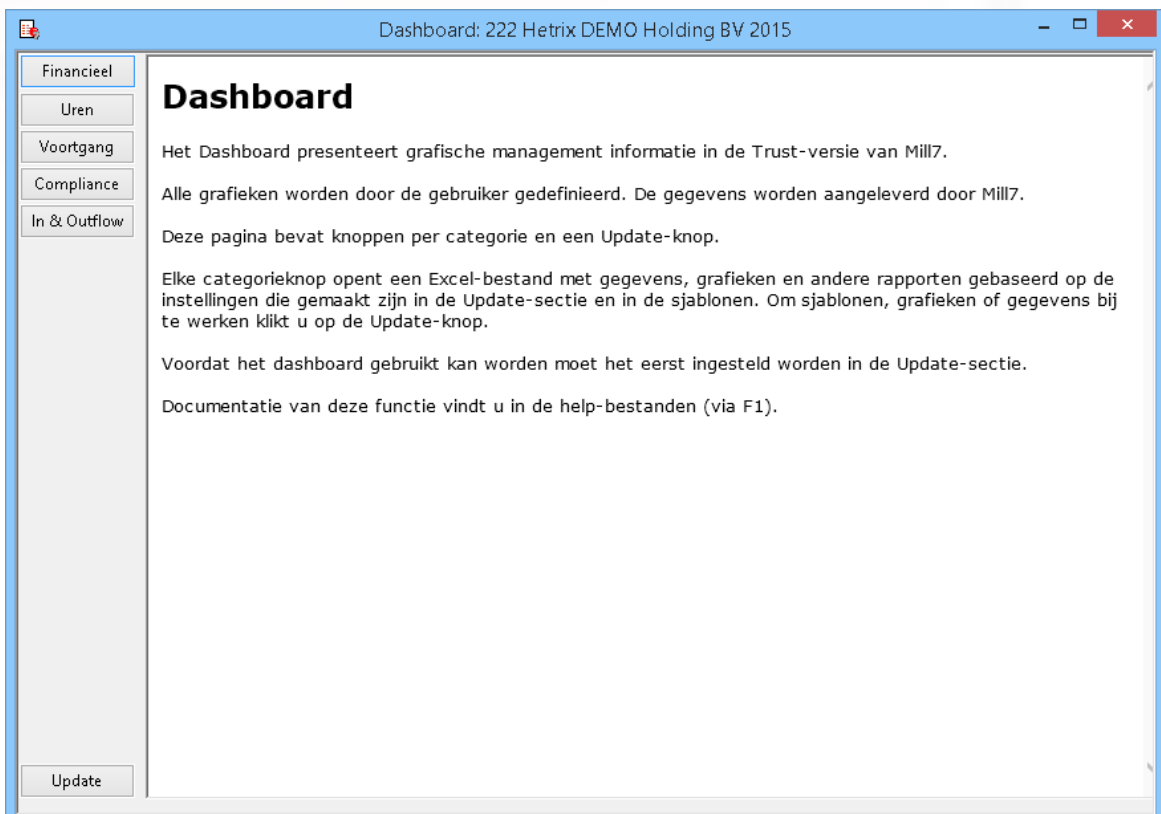 Dashboard: 222 Hetrix DEMO Holding BV 2015
Financieel
Uren
Voortgang
Compliance
In & Outflow
Update
Dashboard
Het Dashboard presenteert grafische management informatie in de Trust-versie van Mill7.
Alle grafieken worden door de gebruiker gedefinieerd. De gegevens worden aangeleverd door Mill7.
Deze pagina bevat knoppen per categorie en een Update-knop.
Elke categorieknop opent een Excel-bestand met gegevens, grafieken en andere rapporten gebaseerd op de
instellingen die gemaakt zijn in de Update-sectie en in de sjablonen. Om sjablonen, grafieken of gegevens bij
te werken klikt u op de Update-knop.
Voordat het dashboard gebruikt kan worden moet het eerst ingesteld worden in de Update-sectie.
Documentatie van deze functie vindt u in de help-bestanden (via F1).